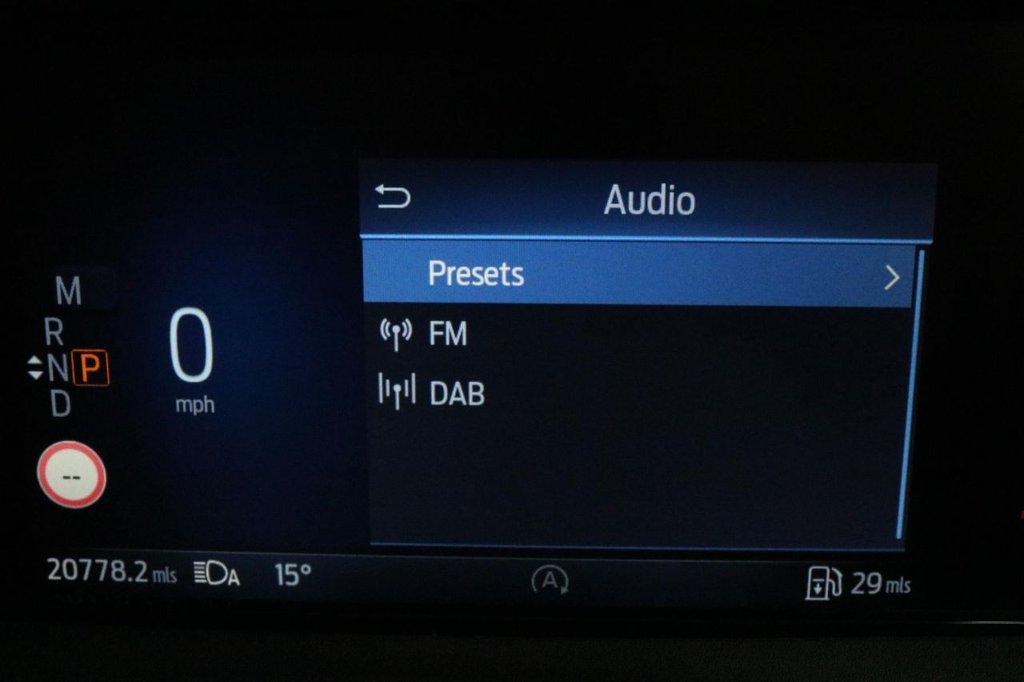 Audio
Presets
FM
DAB
M
R
N P
D
0
mph
--
20778.2 mls
A
15°
A
29 mls